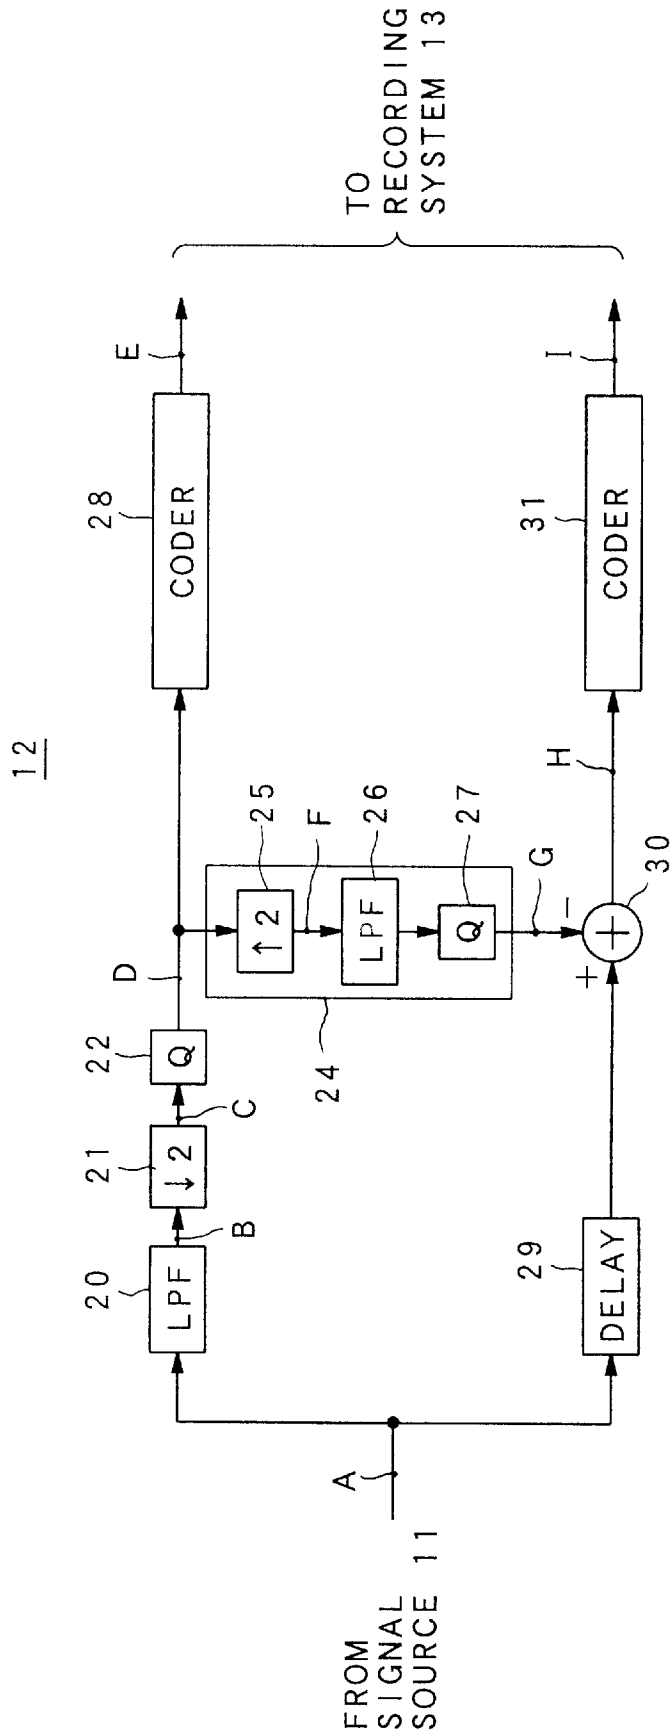 12
FROM
SIGNAL
SOURCE 11
A
20
LPF
B
21
↓ 2
C
22
Q
D
28
CODER
E
24
25
↑ 2
F
26
LPF
27
Q
G
29
DELAY
+
−
+
30
H
31
CODER
I
TO
RECORDING
SYSTEM 13